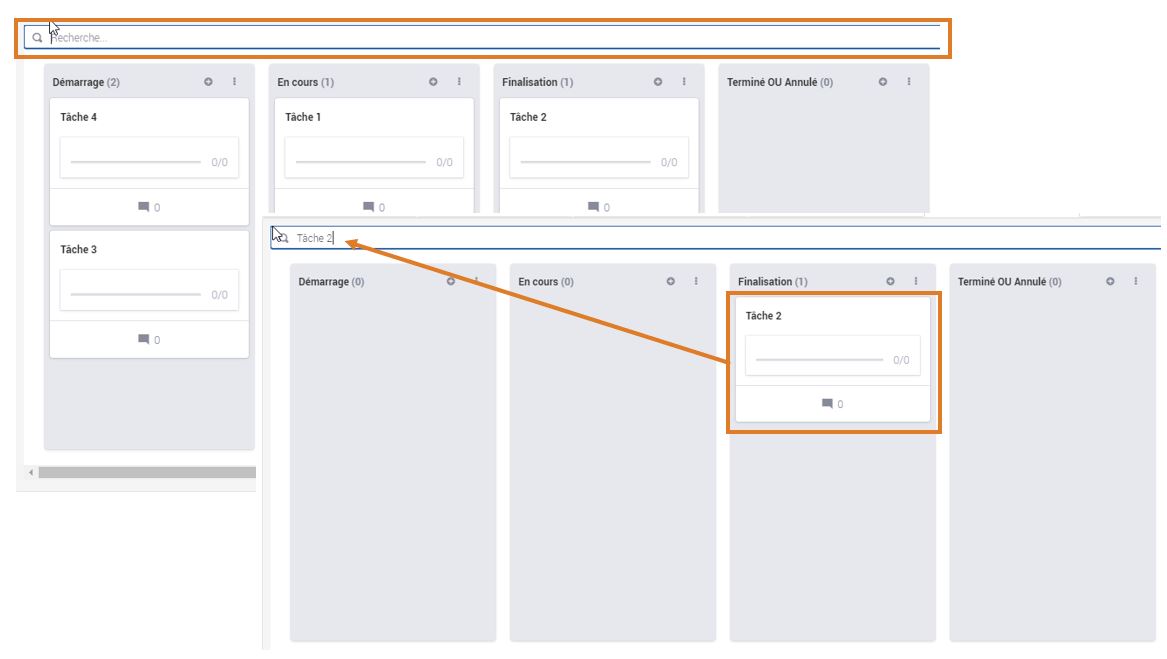 Recherche...
Démarrage (2)
En cours (1)
Finalisation (1)
Terminé OU Annulé (0)
Tâche 4
0/0
0
Tâche 3
0/0
0
Tâche 1
0/0
0
Tâche 2
0/0
0
Tâche 2
Démarrage (0)
En cours (0)
Finalisation (1)
Terminé OU Annulé (0)
Tâche 2
0/0
0